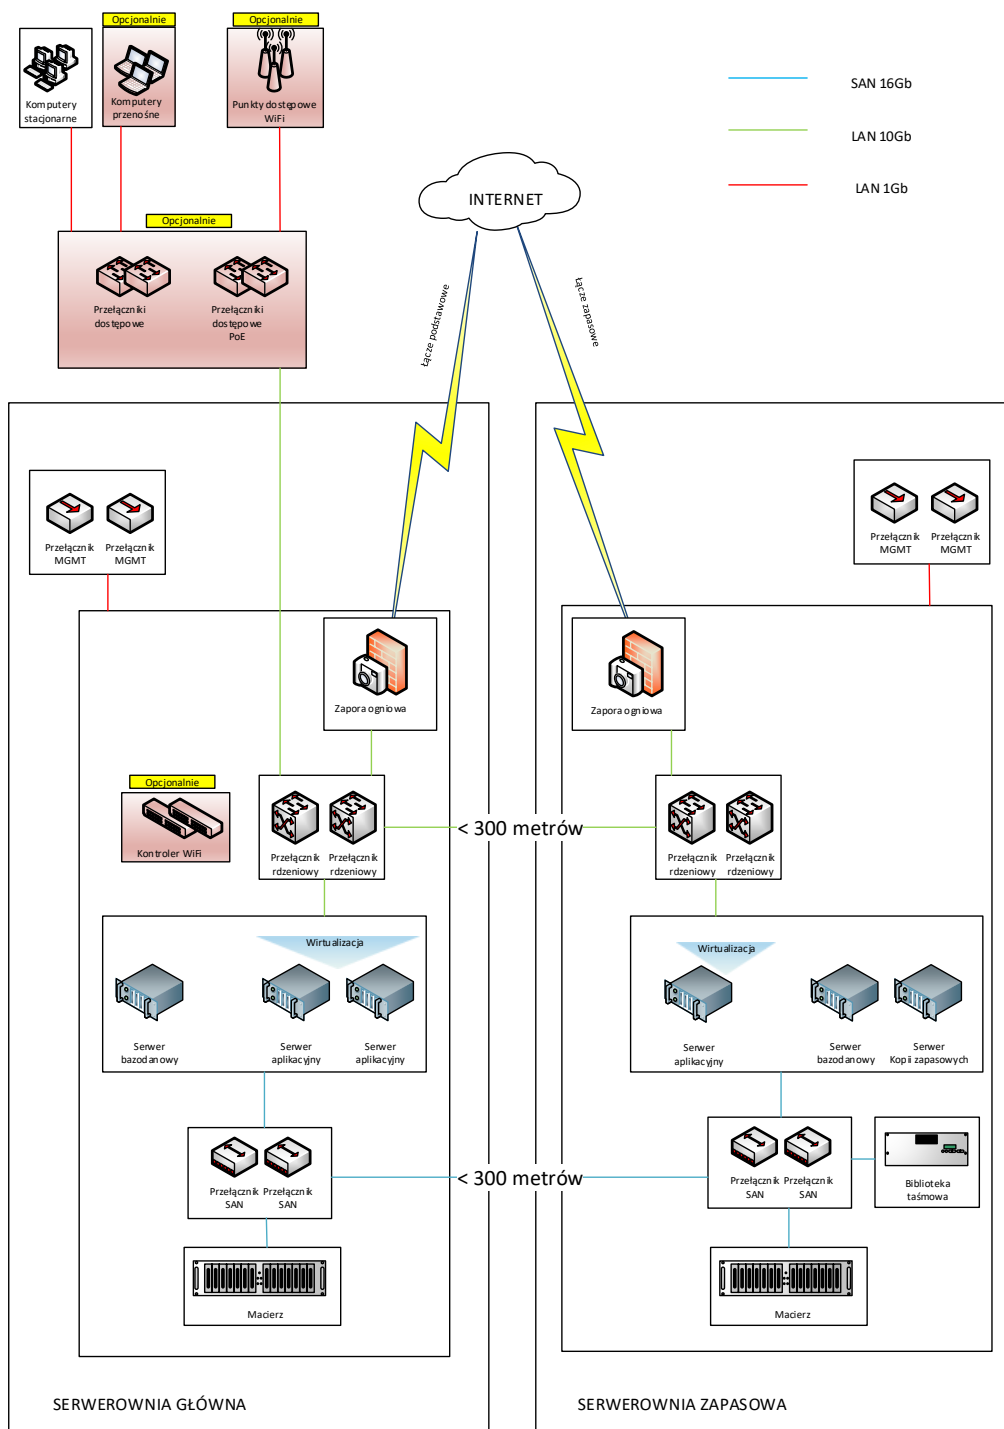 Opcjonalnie
Opcjonalnie
Komputery
stacjonarne
Komputery
przenośne
Punkty dostępowe
WiFi
SAN 16Gb
LAN 10Gb
LAN 1Gb
INTERNET
Opcjonalnie
Przełączniki
dostępowe
Przełączniki
dostępowe
PoE
Łącze podstawowe
Łącze zapasowe
Przełącznik
MGMT
Przełącznik
MGMT
Przełącznik
MGMT
Przełącznik
MGMT
Zapora ogniowa
Zapora ogniowa
Opcjonalnie
Kontroler WiFi
Przełącznik
rdzeniowy
Przełącznik
rdzeniowy
< 300 metrów
Przełącznik
rdzeniowy
Przełącznik
rdzeniowy
Wirtualizacja
Serwer
bazodanowy
Serwer
aplikacyjny
Serwer
aplikacyjny
Wirtualizacja
Serwer
aplikacyjny
Serwer
bazodanowy
Serwer
Kopii zapasowych
Przełącznik
SAN
Przełącznik
SAN
< 300 metrów
Przełącznik
SAN
Przełącznik
SAN
Biblioteka
taśmowa
Macierz
Macierz
SERWEROWNIA GŁÓWNA
SERWEROWNIA ZAPASOWA